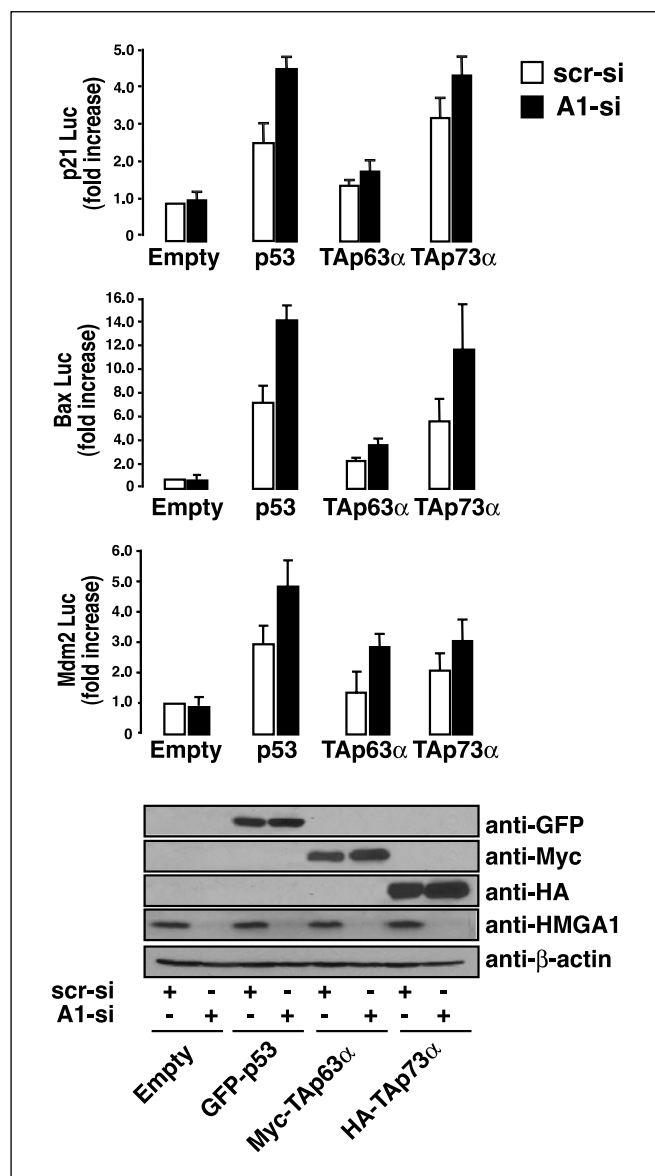 p21 Luc
(fold increase)
5.0
4.0
3.0
2.0
1.0
0
Empty p53 TAp63α TAp73α
scr-si
A1-si
Bax Luc
(fold increase)
16.0
14.0
12.0
10.0
8.0
6.0
4.0
2.0
0
Empty p53 TAp63α TAp73α
Mdm2 Luc
(fold increase)
6.0
5.0
4.0
3.0
2.0
1.0
0
Empty p53 TAp63α TAp73α
anti-GFP
anti-Myc
anti-HA
anti-HMGA1
anti-β-actin
scr-si + - + - + - + -
A1-si - + - + - + - +
Empty
GFP-p53
Myc-TAp63α
HA-TAp73α